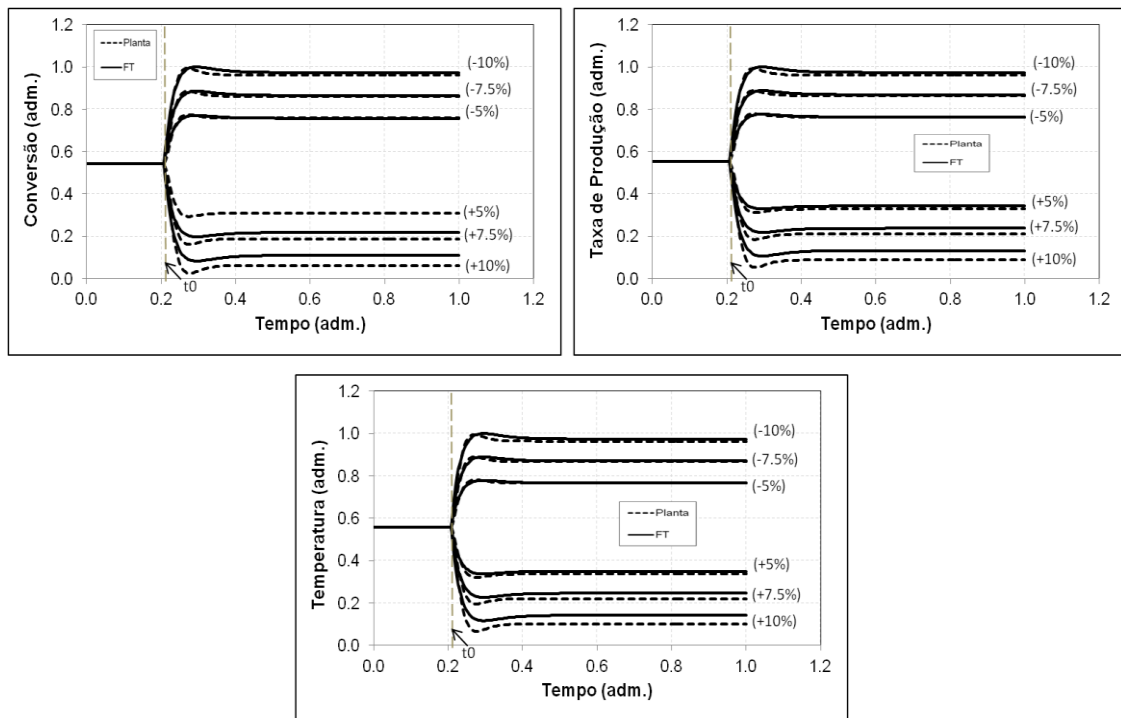 Conversão (adm.)
1.2
1.0
0.8
0.6
0.4
0.2
0.0
Planta
FT
(-10%)
(-7.5%)
(-5%)
(+5%)
(+7.5%)
(+10%)
t0
0.0 0.2 0.4 0.6 0.8 1.0 1.2
Tempo (adm.)
Taxa de Produção (adm.)
1.2
1.0
0.8
0.6
0.4
0.2
0.0
(-10%)
(-7.5%)
(-5%)
Planta
FT
(+5%)
(+7.5%)
(+10%)
t0
0.0 0.2 0.4 0.6 0.8 1.0 1.2
Tempo (adm.)
Temperatura (adm.)
1.2
1.0
0.8
0.6
0.4
0.2
0.0
(-10%)
(-7.5%)
(-5%)
Planta
FT
(+5%)
(+7.5%)
(+10%)
t0
0.0 0.2 0.4 0.6 0.8 1.0 1.2
Tempo (adm.)